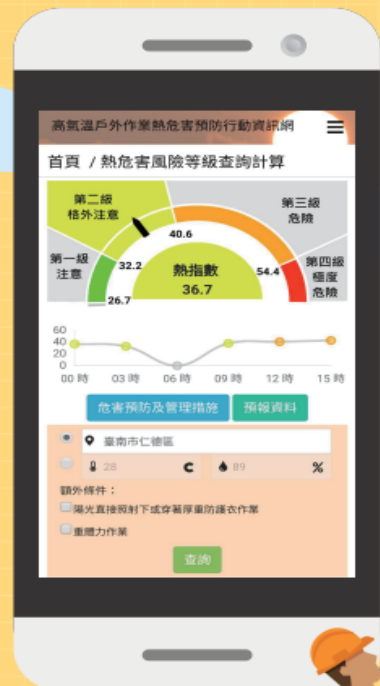 高氣溫戶外作業熱危害預防行動資訊網
首頁 / 熱危害風險等級查詢計算
第二級
格外注意
第三級
危險
40.6
第一級
注意
32.2
熱指數
36.7
54.4
第四級
極度
危險
26.7
60
40
20
0
00 時 03 時 06 時 09 時 12 時 15 時
危害預防及管理措施 預報資料
臺南市仁德區
28 C 89 %
額外條件：
陽光直接照射下或穿著厚重防護衣作業
重體力作業
查詢